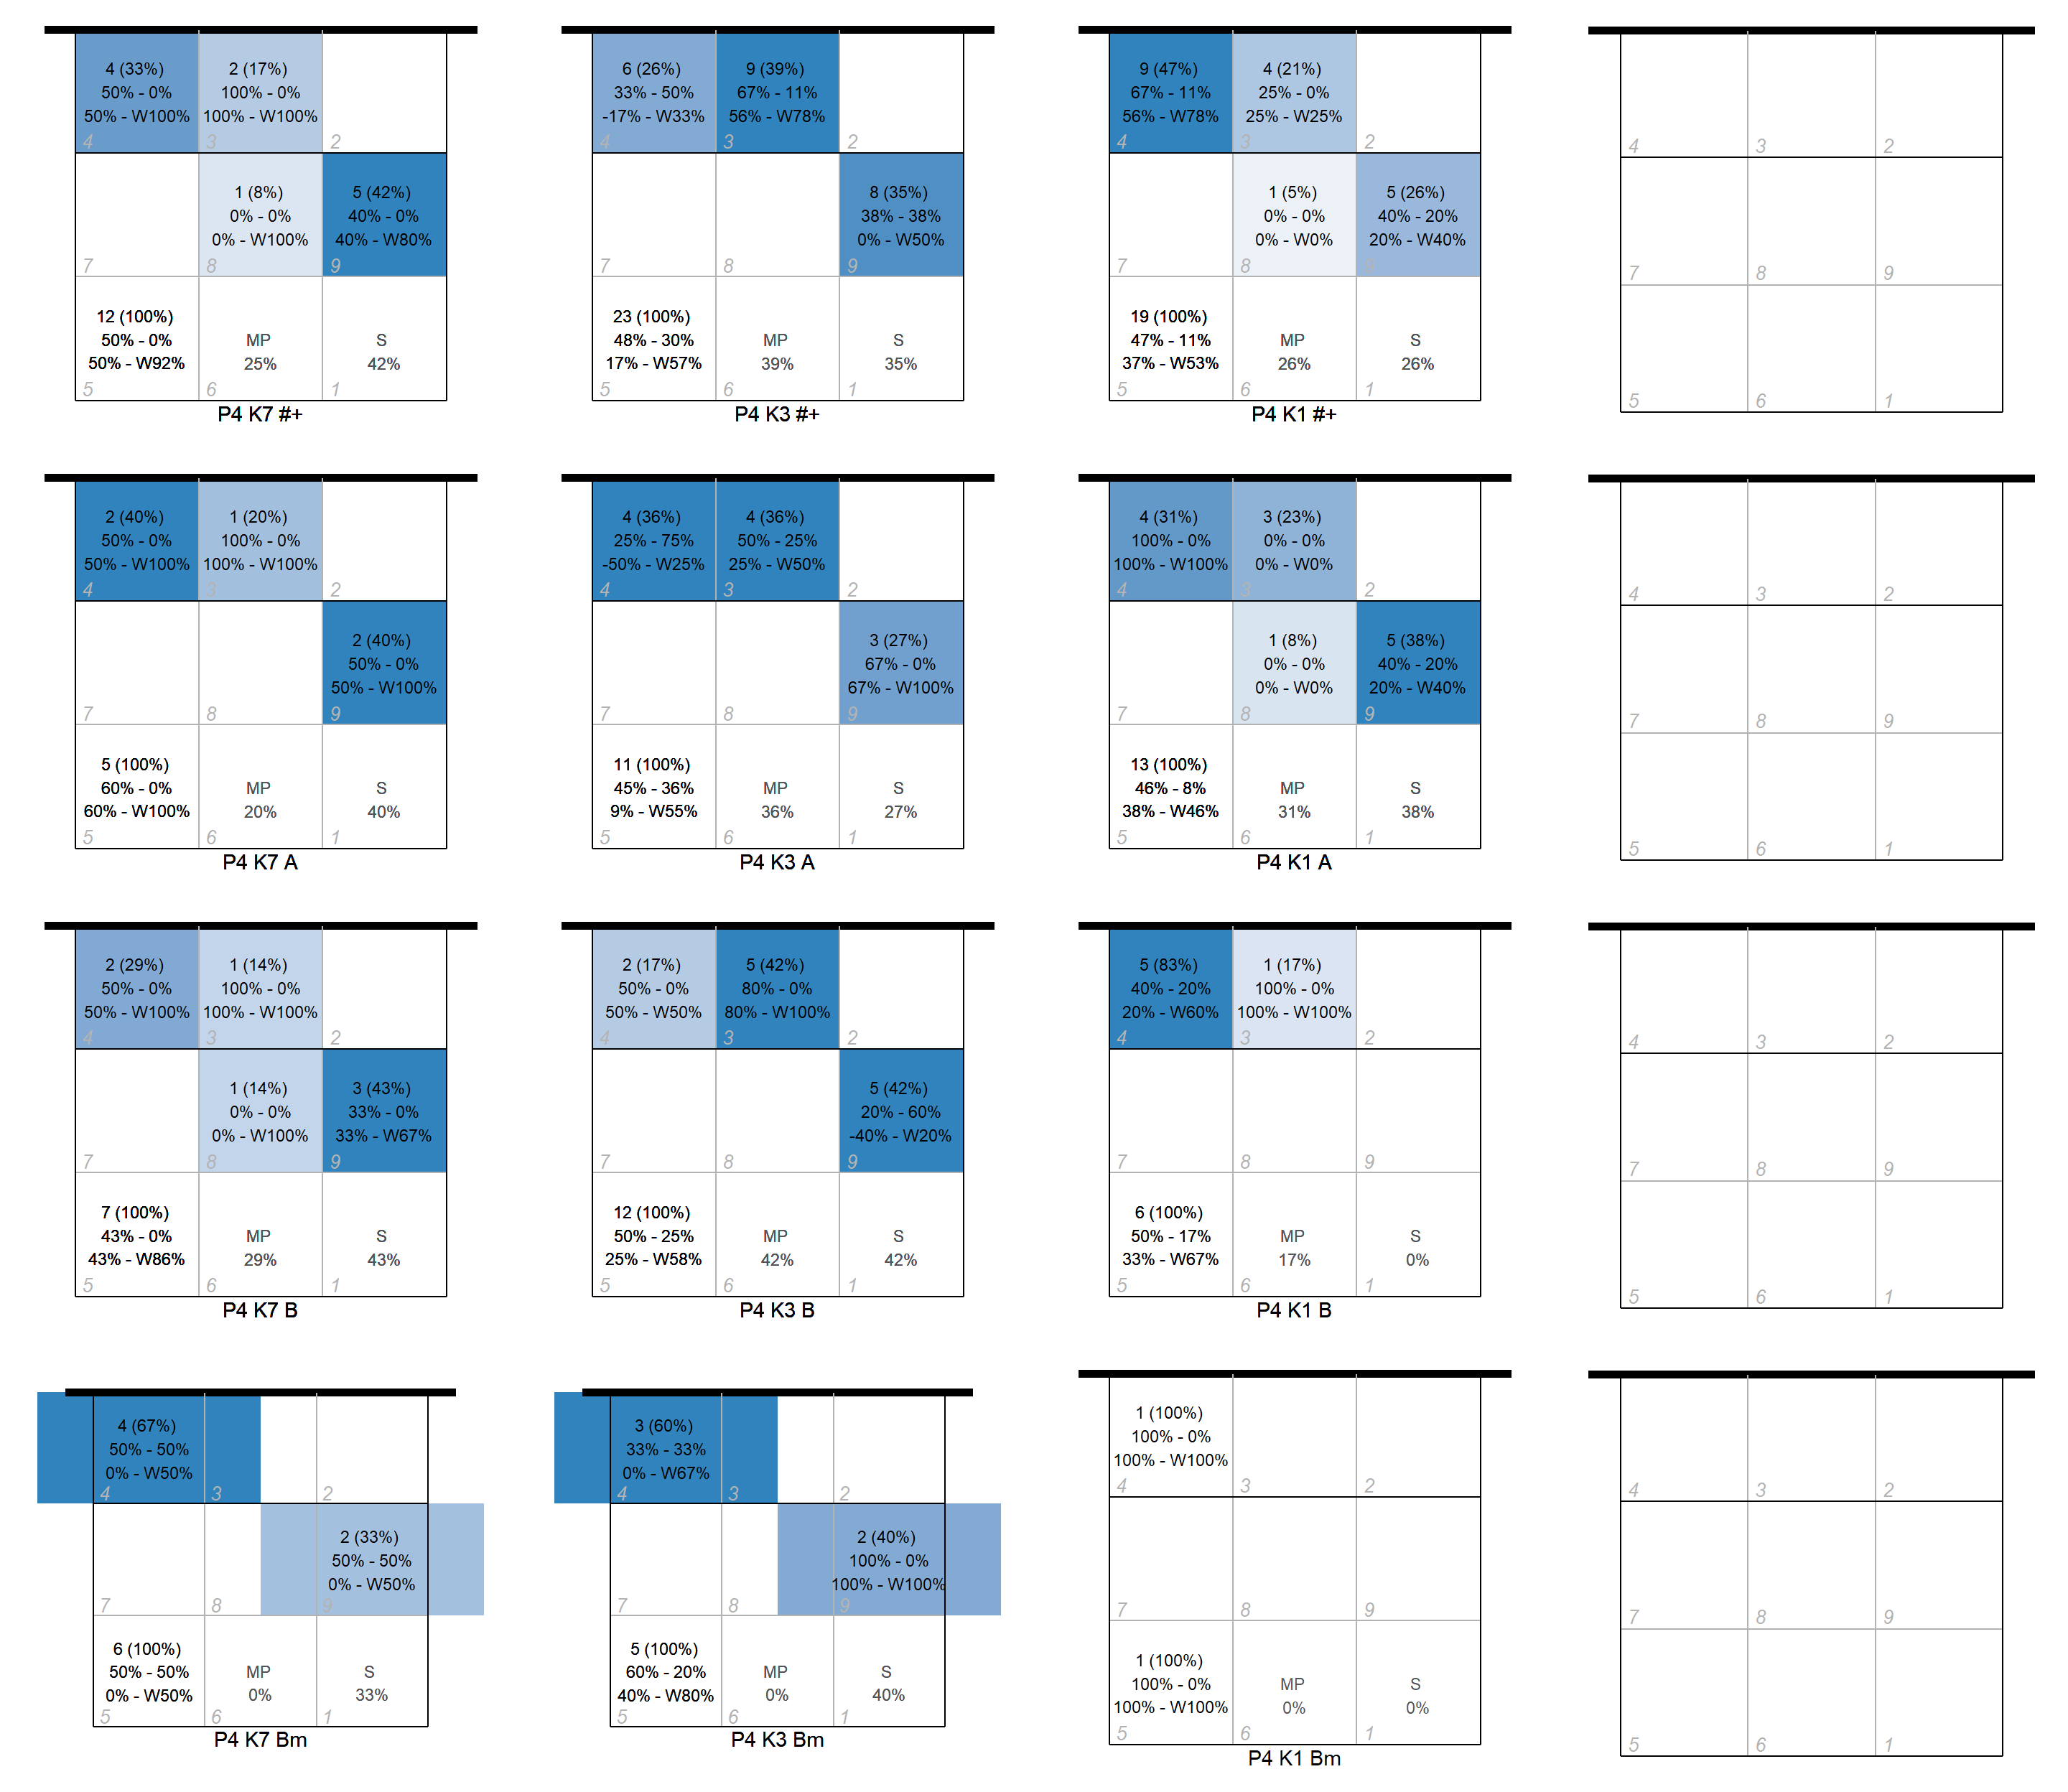 4 (33%) 2 (17%)
50% - 0% 100% - 0%
50% - W100% 100% - W100%
4 3 2
1 (8%) 5 (42%)
0% - 0% 40% - 0%
0% - W100% 40% - W80%
7 8 9
12 (100%)
50% - 0% MP S
50% - W92% 25% 42%
5 6 1
P4 K7 #+
6 (26%) 9 (39%)
33% - 50% 67% - 11%
-17% - W33% 56% - W78%
4 3 2
8 (35%)
38% - 38%
0% - W50%
7 8 9
23 (100%)
48% - 30% MP S
17% - W57% 39% 35%
5 6 1
P4 K3 #+
9 (47%) 4 (21%)
67% - 11% 25% - 0%
56% - W78% 25% - W25%
4 3 2
1 (5%) 5 (26%)
0% - 0% 40% - 20%
0% - W0% 20% - W40%
7 8 9
19 (100%)
47% - 11% MP S
37% - W53% 26% 26%
5 6 1
P4 K1 #+
4 3 2
7 8 9
5 6 1
2 (40%) 1 (20%)
50% - 0% 100% - 0%
50% - W100% 100% - W100%
4 3 2
2 (40%)
50% - 0%
50% - W100%
7 8 9
5 (100%)
60% - 0% MP S
60% - W100% 20% 40%
5 6 1
P4 K7 A
4 (36%) 4 (36%)
25% - 75% 50% - 25%
-50% - W25% 25% - W50%
4 3 2
3 (27%)
67% - 0%
67% - W100%
7 8 9
11 (100%)
45% - 36% MP S
9% - W55% 36% 27%
5 6 1
P4 K3 A
4 (31%) 3 (23%)
100% - 0% 0% - 0%
100% - W100% 0% - W0%
4 3 2
1 (8%) 5 (38%)
0% - 0% 40% - 20%
0% - W0% 20% - W40%
7 8 9
13 (100%)
46% - 8% MP S
38% - W46% 31% 38%
5 6 1
P4 K1 A
4 3 2
7 8 9
5 6 1
2 (29%) 1 (14%)
50% - 0% 100% - 0%
50% - W100% 100% - W100%
4 3 2
1 (14%) 3 (43%)
0% - 0% 33% - 0%
0% - W100% 33% - W67%
7 8 9
7 (100%)
43% - 0% MP S
43% - W86% 29% 43%
5 6 1
P4 K7 B
2 (17%) 5 (42%)
50% - 0% 80% - 0%
50% - W50% 80% - W100%
4 3 2
5 (42%)
20% - 60%
-40% - W20%
7 8 9
12 (100%)
50% - 25% MP S
25% - W58% 42% 42%
5 6 1
P4 K3 B
5 (83%) 1 (17%)
40% - 20% 100% - 0%
20% - W60% 100% - W100%
4 3 2
7 8 9
6 (100%)
50% - 17% MP S
33% - W67% 17% 0%
5 6 1
P4 K1 B
4 3 2
7 8 9
5 6 1
4 (67%)
50% - 50%
0% - W50%
4 3 2
2 (33%)
50% - 50%
0% - W50%
7 8 9
6 (100%)
50% - 50% MP S
0% - W50% 0% 33%
5 6 1
P4 K7 Bm
3 (60%)
33% - 33%
0% - W67%
4 3 2
2 (40%)
100% - 0%
100% - W100%
7 8 9
5 (100%)
60% - 20% MP S
40% - W80% 0% 40%
5 6 1
P4 K3 Bm
1 (100%)
100% - 0%
100% - W100%
4 3 2
7 8 9
1 (100%)
100% - 0% MP S
100% - W100% 0% 0%
5 6 1
P4 K1 Bm
4 3 2
7 8 9
5 6 1